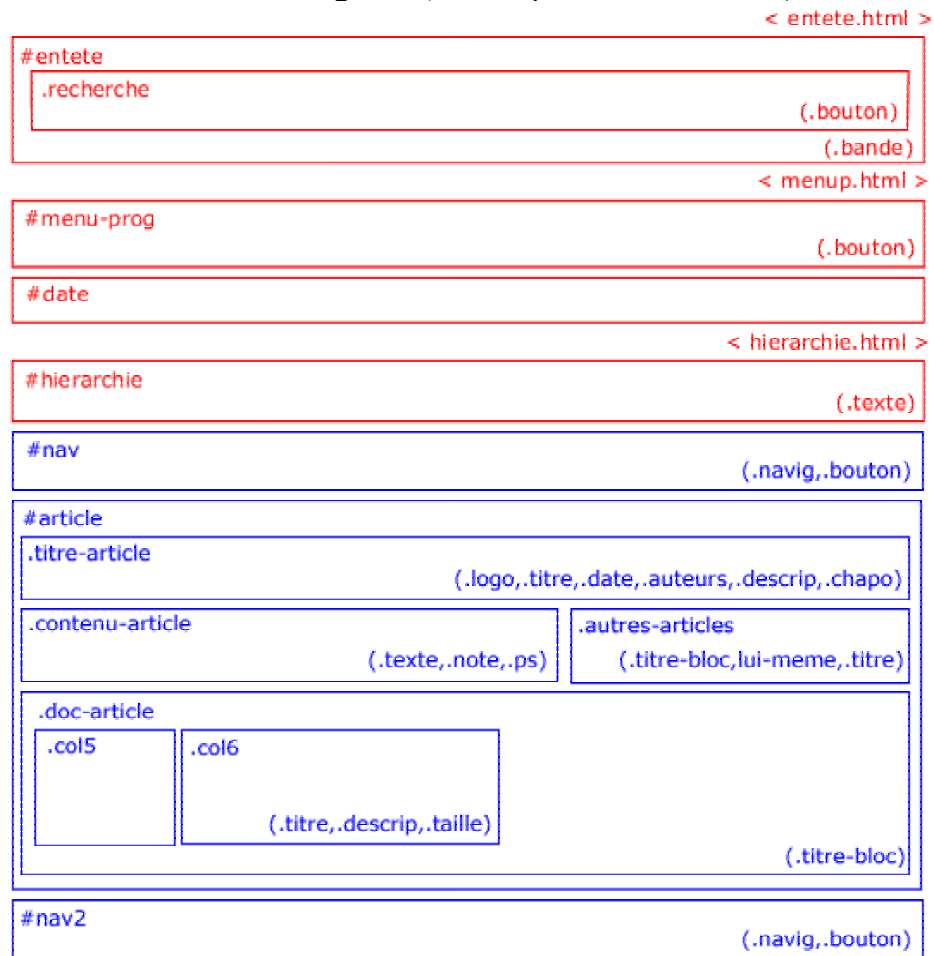 < entete.html >
#entete
.recherche
(.bouton)
(.bande)
< menup.html >
#menu-prog
(.bouton)
#date
< hierarchie.html >
#hierarchie
(.texte)
#nav
(.navig,.bouton)
#article
.titre-article
(.logo,.titre,.date,.auteurs,.descrip,.chapo)
.contenu-article
(.texte,.note,.ps)
.autres-articles
(.titre-bloc,lui-meme,.titre)
.doc-article
.col5
.col6
(.titre,.descrip,.taille)
(.titre-bloc)
#nav2
(.navig,.bouton)